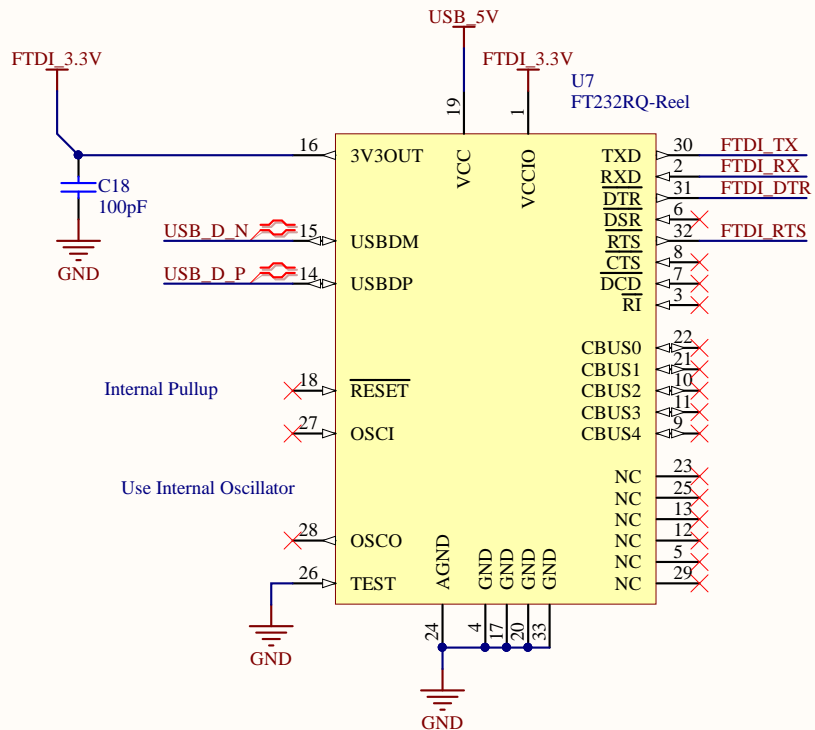 USB_5V
FTDI_3.3V
FTDI_3.3V
U7
FT232RQ-Reel
19
1
16
3V3OUT
VCC
VCCIO
TXD
30
FTDI_TX
RXD
2
FTDI_RX
C18
100pF
DTR
31
FTDI_DTR
DSR
6
USB_D_N
15
USBDM
RTS
32
FTDI_RTS
GND
CTS
8
USB_D_P
14
USBDP
DCD
7
RI
3
CBUS0
22
CBUS1
21
Internal Pullup
18
RESET
CBUS2
10
CBUS3
11
27
OSCI
CBUS4
9
NC
23
Use Internal Oscillator
NC
25
NC
13
28
OSCO
NC
12
NC
5
26
TEST
NC
29
AGND
GND
GND
GND
GND
24
4
17
20
33
GND
GND